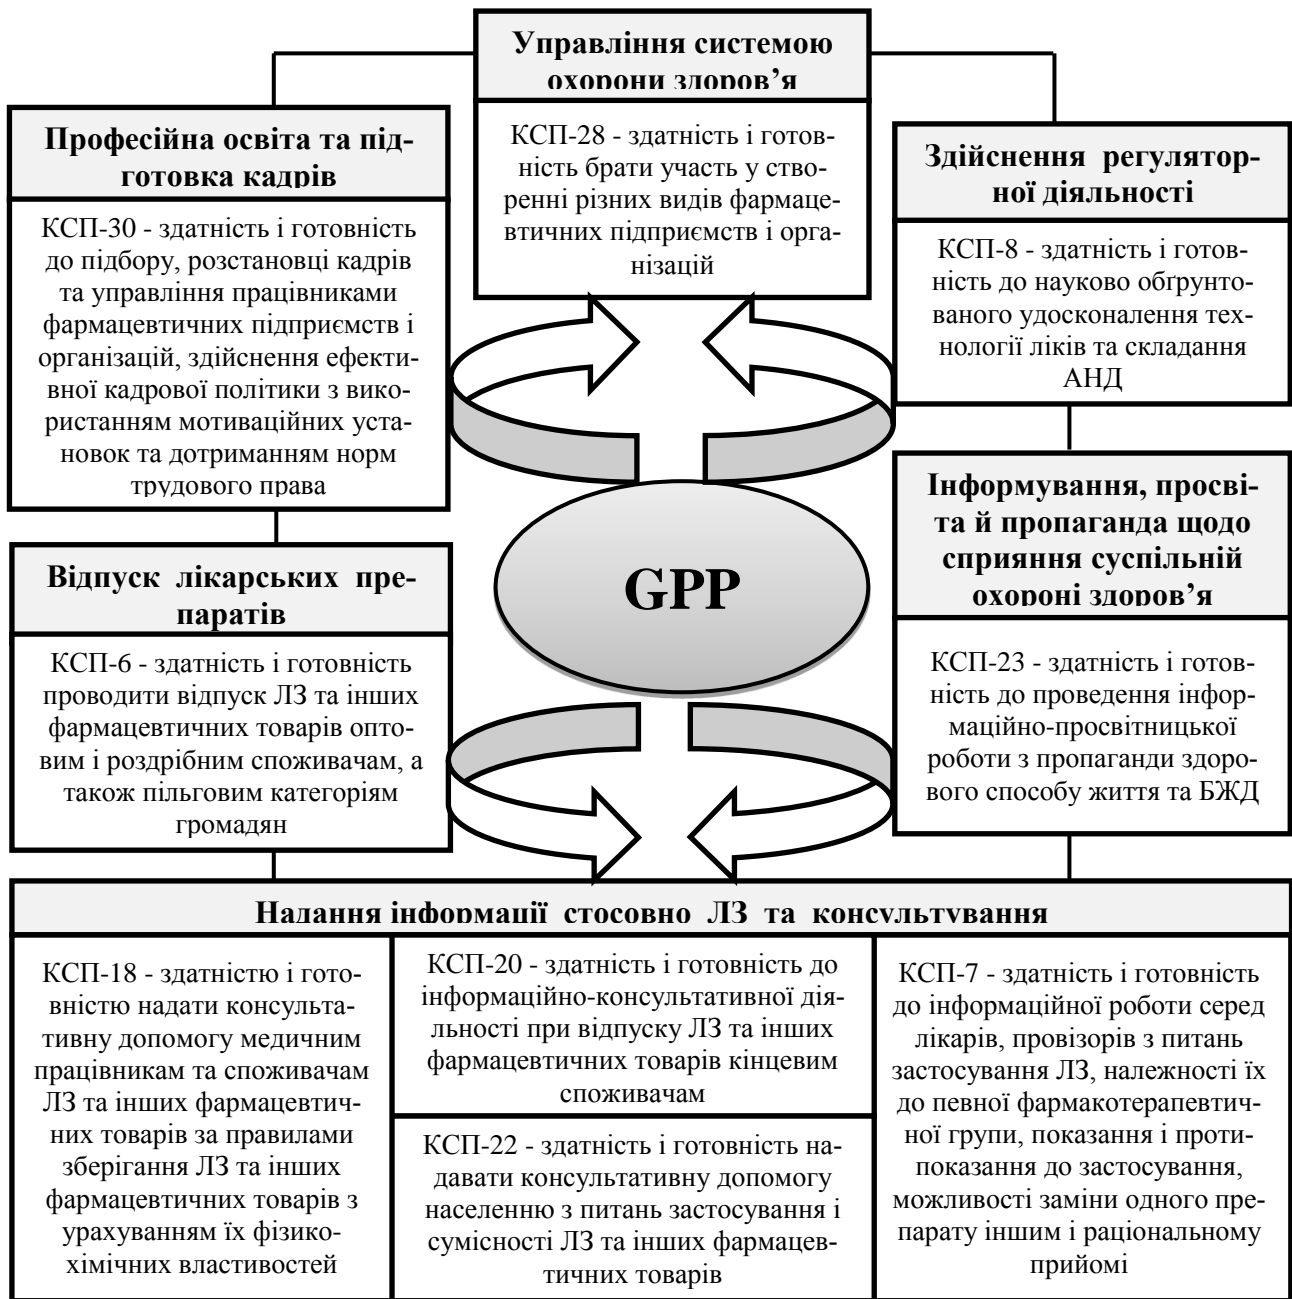 Управління системою
охорони здоров’я
КСП-28 - здатність і готов-
ність брати участь у ство-
ренні різних видів фармаце-
втичних підприємств і орга-
нізацій
Професійна освіта та під-
готовка кадрів
КСП-30 - здатність і готовність
до підбору, розстановці кадрів
та управління працівниками
фармацевтичних підприємств і
організацій, здійснення ефекти-
вної кадрової політики з вико-
ристанням мотиваційних уста-
новок та дотриманням норм
трудового права
Здійснення регулятор-
ної діяльності
КСП-8 - здатність і готов-
ність до науково обґрунто-
ваного удосконалення тех-
нології ліків та складання
АНД
GPP
Відпуск лікарських пре-
паратів
КСП-6 - здатність і готовність
проводити відпуск ЛЗ та інших
фармацевтичних товарів опто-
вим і роздрібним споживачам, а
також пільговим категоріям
громадян
Інформування, просві-
та й пропаганда щодо
сприяння суспільній
охороні здоров’я
КСП-23 - здатність і готов-
ність до проведення інфор-
маційно-просвітницької
роботи з пропаганди здоро-
вого способу життя та БЖД
Надання інформації стосовно ЛЗ та консультування
КСП-18 - здатністю і гото-
вністю надати консульта-
тивну допомогу медичним
працівникам та споживачам
ЛЗ та інших фармацевтич-
них товарів за правилами
зберігання ЛЗ та інших
фармацевтичних товарів з
урахуванням їх фізико-
хімічних властивостей
КСП-20 - здатність і готовність до
інформаційно-консультативної дія-
льності при відпуску ЛЗ та інших
фармацевтичних товарів кінцевим
споживачам
КСП-22 - здатність і готовність на-
давати консультативну допомогу
населенню з питань застосування і
сумісності ЛЗ та інших фармацев-
тичних товарів
КСП-7 - здатність і готовність
до інформаційної роботи серед
лікарів, провізорів з питань
застосування ЛЗ, належності їх
до певної фармакотерапевтич-
ної групи, показання і проти-
показання до застосування,
можливості заміни одного пре-
парату іншим і раціональному
прийомі